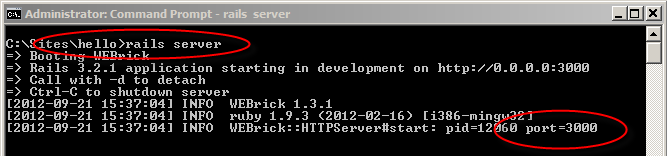 Administrator: Command Prompt - rails  server
C:\Sites\hello>rails server
=> Booting WEBrick
=> Rails 3.2.1 application starting in development on http://0.0.0.0:3000
=> Call with -d to detach
=> Ctrl-C to shutdown server
[2012-09-21 15:37:04] INFO  WEBrick 1.3.1
[2012-09-21 15:37:04] INFO  ruby 1.9.3 (2012-02-16) [i386-mingw32]
[2012-09-21 15:37:04] INFO  WEBrick::HTTPServer#start: pid=12060 port=3000